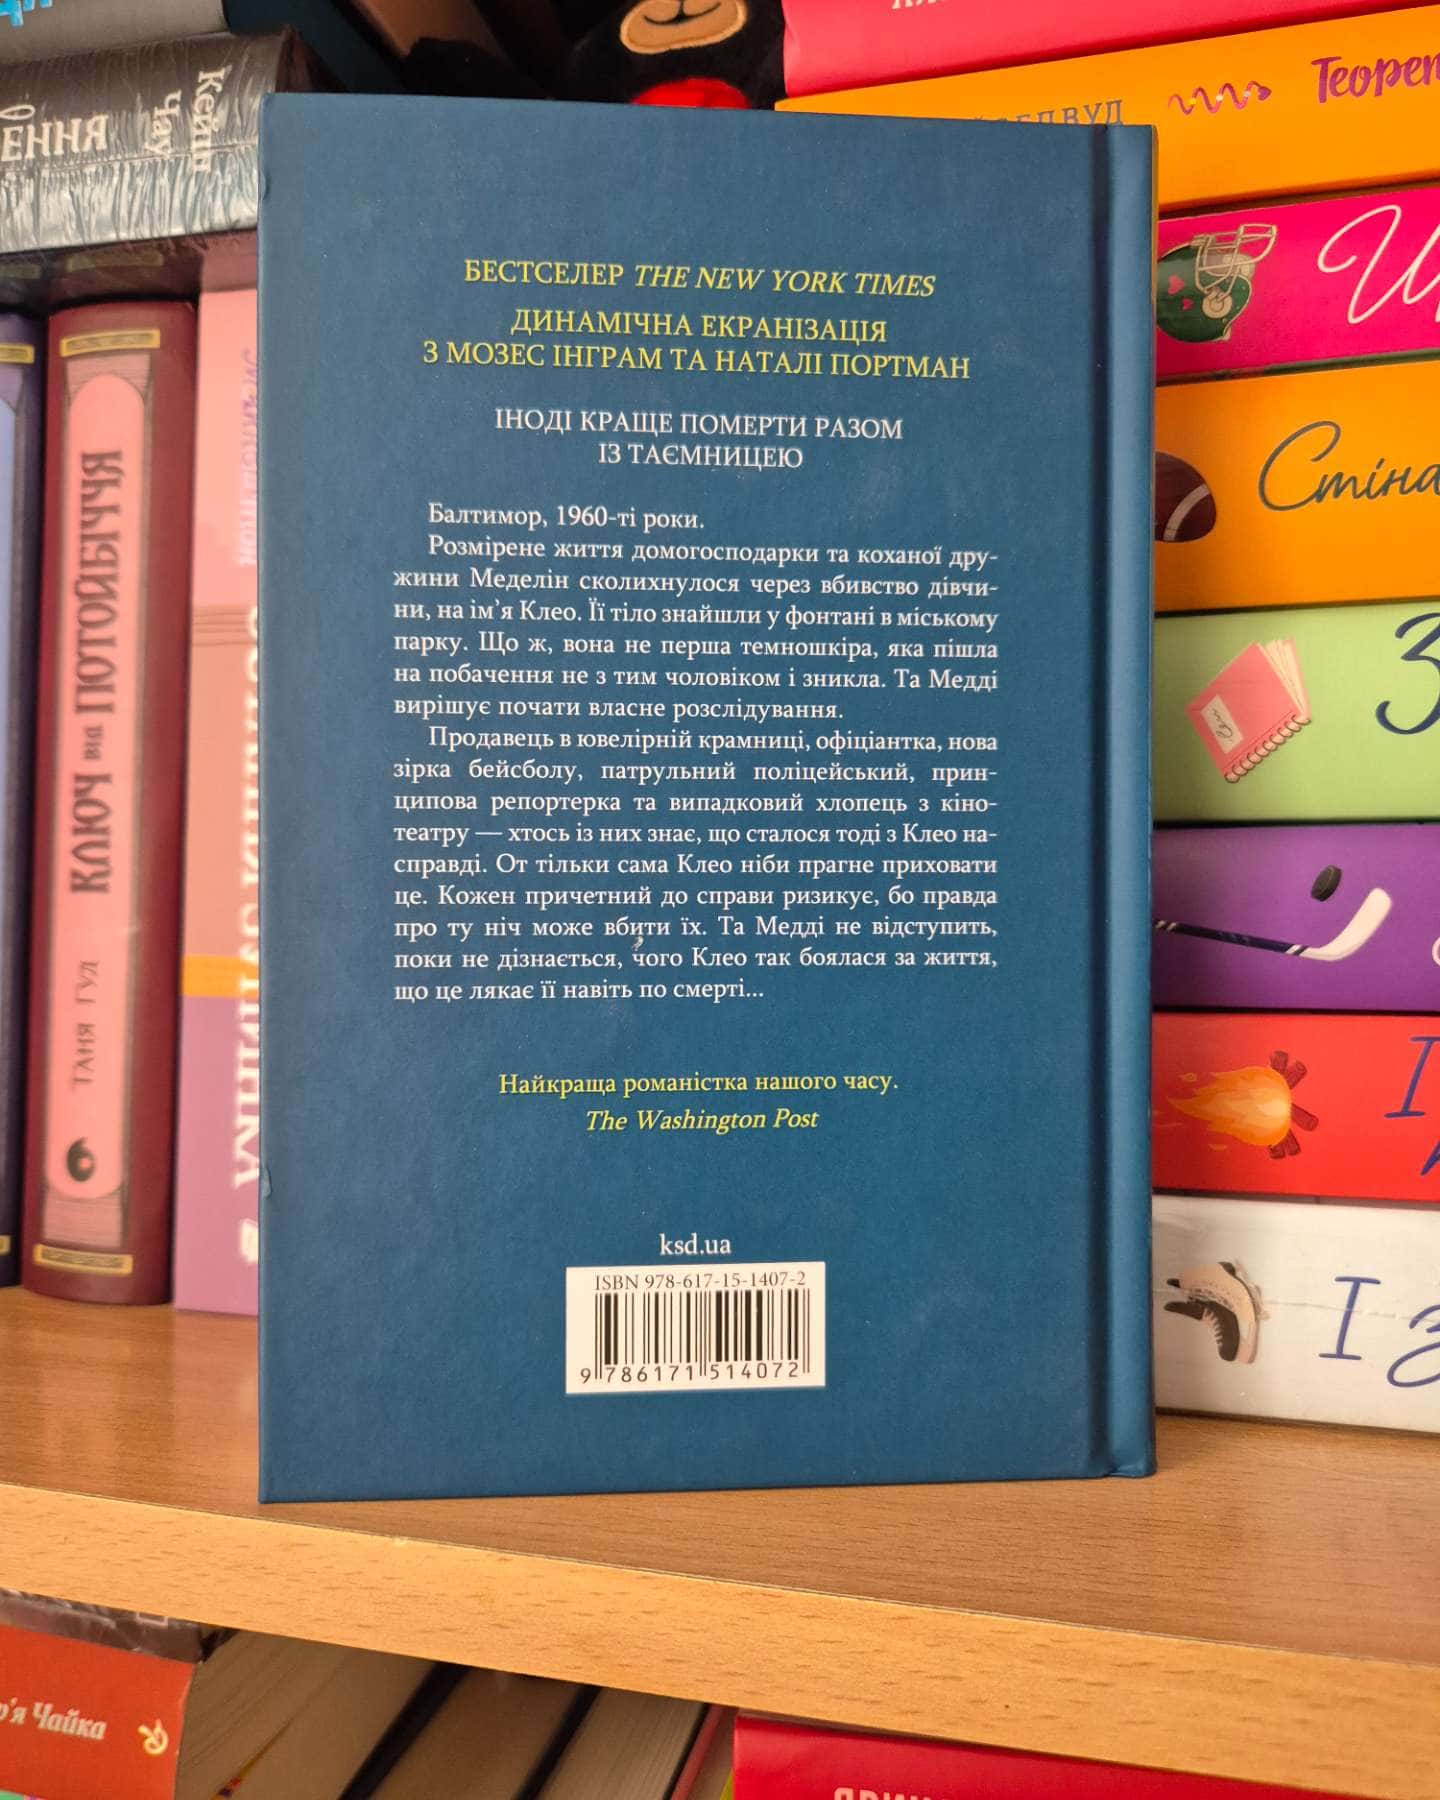 БЕСТСЕЛЕР THE NEW YORK TIMES
ДИНАМІЧНА ЕКРАНІЗАЦІЯ
З МОЗЕС ІНГРАМ ТА НАТАЛІ ПОРТМАН
ІНОДІ КРАЩЕ ПОМЕРТИ РАЗОМ
ІЗ ТАЄМНИЦЕЮ
Балтимор, 1960-ті роки.
Розмірене життя домогосподарки та коханої дру-
жини Меделін сколихнулося через вбивство дівчи-
ни, на ім’я Клео. Її тіло знайшли у фонтані в міському
парку. Що ж, вона не перша темношкіра, яка пішла
на побачення не з тим чоловіком і зникла. Та Медді
вирішує почати власне розслідування.
Продавець в ювелірній крамниці, офіціантка, нова
зірка бейсболу, патрульний поліцейський, прин-
ципова репортерка та випадковий хлопець з кіно-
театру — хтось із них знає, що сталося тоді з Клео на-
справді. От тільки сама Клео ніби прагне приховати
це. Кожен причетний до справи ризикує, бо правда
про ту ніч може вбити їх. Та Медді не відступить,
поки не дізнається, чого Клео так боялася за життя,
що це лякає її навіть по смерті...
Найкраща романістка нашого часу.
The Washington Post
ksd.ua
ISBN 978-617-15-1407-2
9 786171 514072
Кейн
Чау
ЕННЯ
ТАНЯ ГУД
КЛЮЧ від ПОТОЙБІЧЧЯ
Теорет
Стіна
І з
Чайка